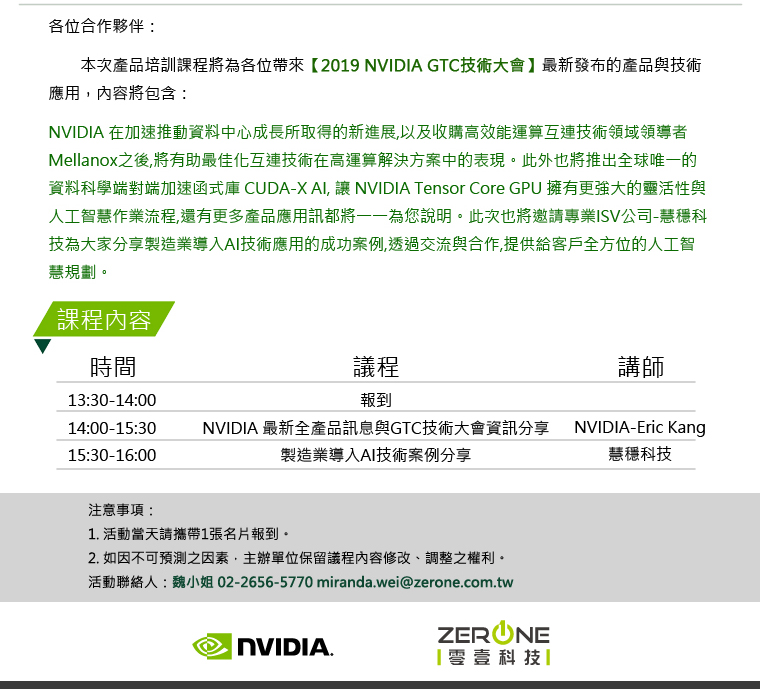 各位合作夥伴：
本次產品培訓課程將為各位帶來【2019 NVIDIA GTC技術大會】最新發布的產品與技術
應用，內容將包含：
NVIDIA 在加速推動資料中心成長所取得的新進展,以及收購高效能運算互連技術領域領導者
Mellanox之後,將有助最佳化互連技術在高運算解決方案中的表現。此外也將推出全球唯一的
資料科學端對端加速函式庫 CUDA-X AI, 讓 NVIDIA Tensor Core GPU 擁有更強大的靈活性與
人工智慧作業流程,還有更多產品應用訊都將一一為您說明。此次也將邀請專業ISV公司-慧穩科
技為大家分享製造業導入AI技術應用的成功案例,透過交流與合作,提供給客戶全方位的人工智
慧規劃。
課程內容
時間 議程 講師
13:30-14:00 報到
14:00-15:30 NVIDIA 最新全產品訊息與GTC技術大會資訊分享 NVIDIA-Eric Kang
15:30-16:00 製造業導入AI技術案例分享 慧穩科技
注意事項：
1. 活動當天請攜帶1張名片報到。
2. 如因不可預測之因素，主辦單位保留議程內容修改、調整之權利。
活動聯絡人：魏小姐 02-2656-5770 miranda.wei@zerone.com.tw
NVIDIA. ZERONE
零壹科技